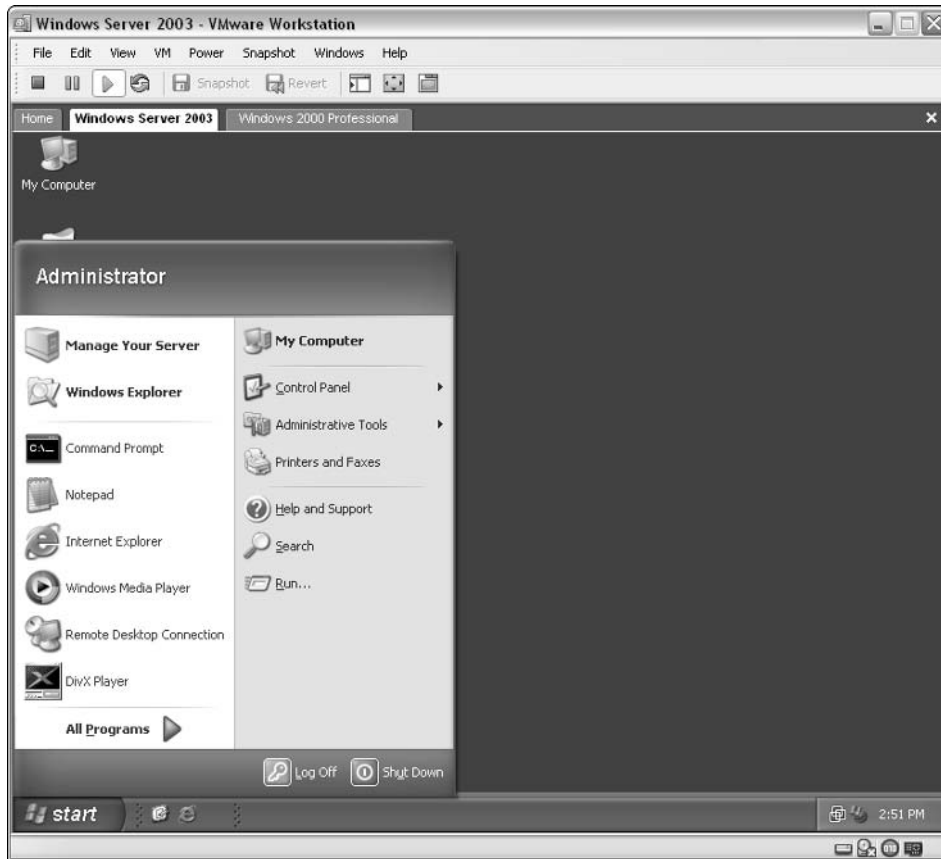 Windows Server 2003 - VMware Workstation
File Edit View VM Power Snapshot Windows Help
Snapshot Revert
Home Windows Server 2003 Windows 2000 Professional
My Computer
Administrator
Manage Your Server
Windows Explorer
C:\_ Command Prompt
Notepad
Internet Explorer
Windows Media Player
Remote Desktop Connection
DivX Player
All Programs
My Computer
Control Panel
Administrative Tools
Printers and Faxes
Help and Support
Search
Run...
Log Off Shut Down
start 2:51 PM